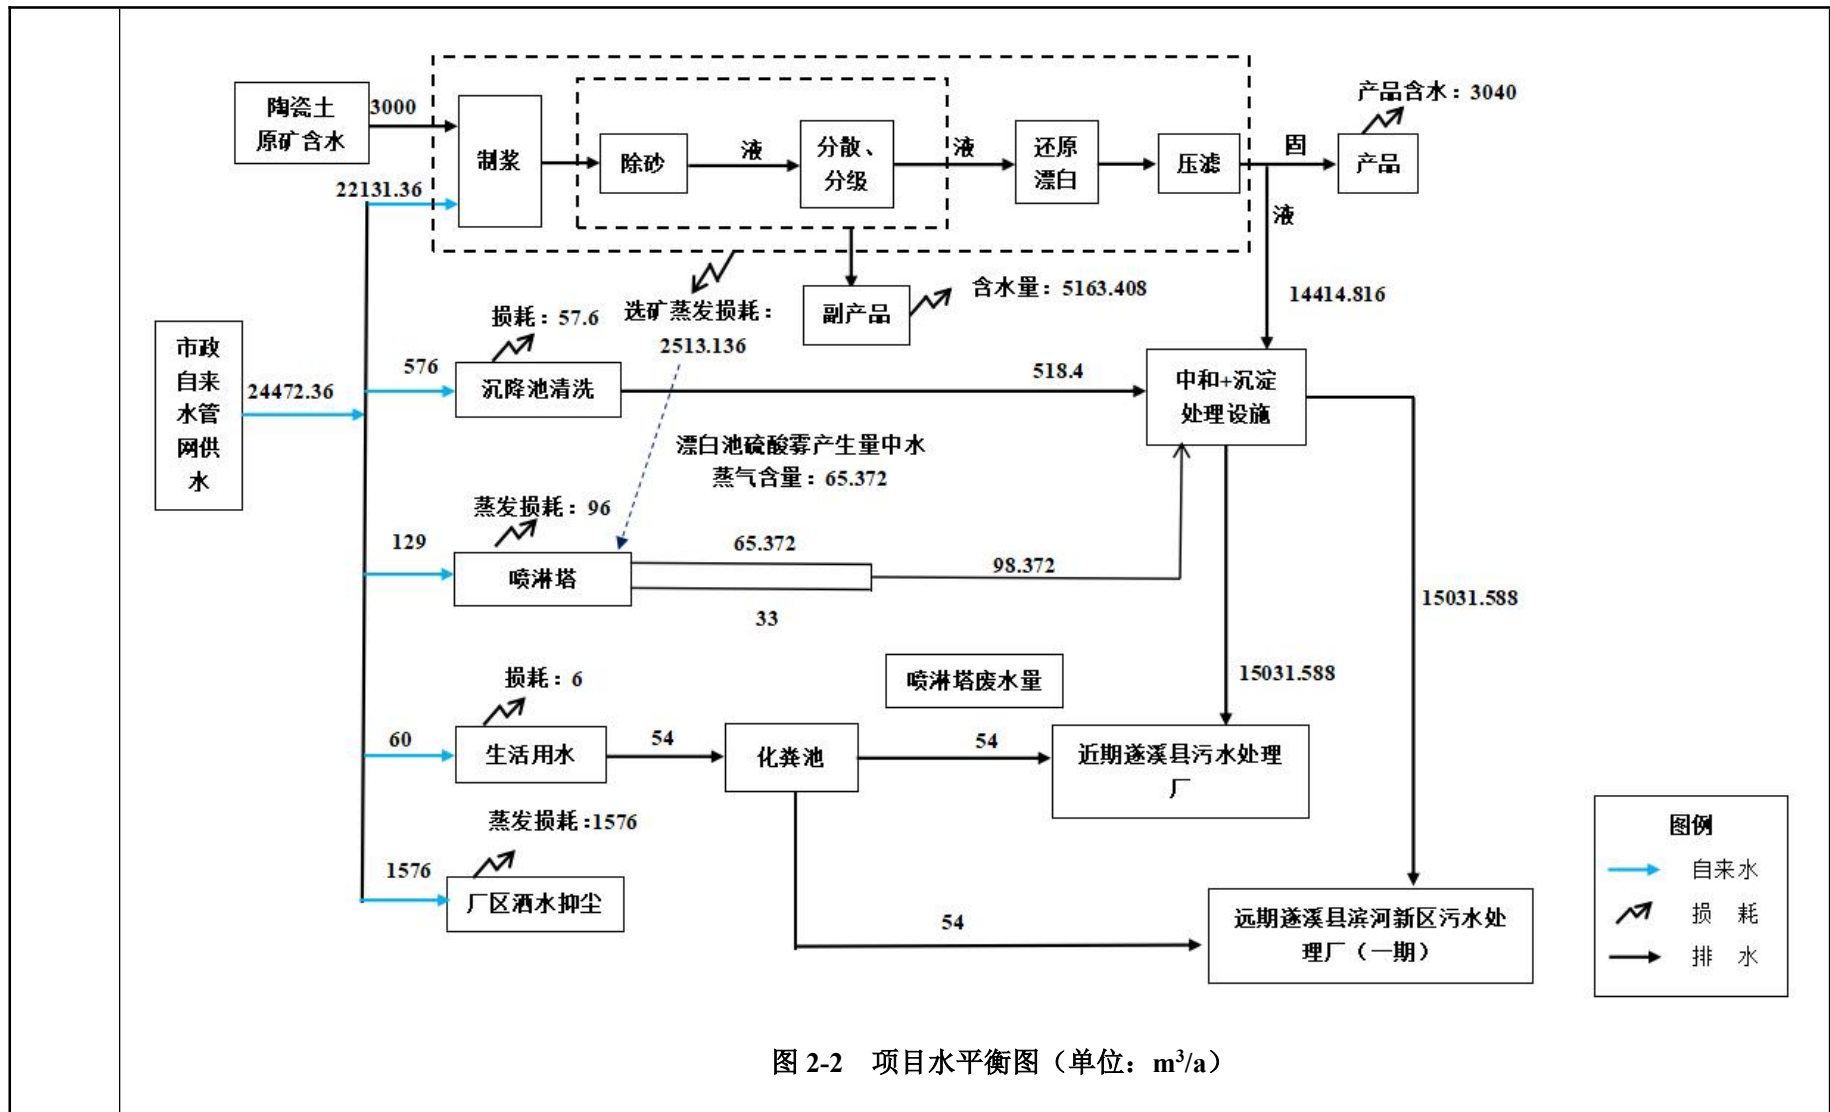 产品含水：3040
陶瓷土
原矿含水
3000
制浆
除砂
液
分散、
分级
液
还原
漂白
压滤
固
产品
22131.36
液
选矿蒸发损耗：
2513.136
副产品
含水量：5163.408
14414.816
市政
自来
水管
网供
水
24472.36
损耗：57.6
576
沉降池清洗
518.4
中和+沉淀
处理设施
漂白池硫酸雾产生量中水
蒸气含量：65.372
蒸发损耗：96
129
喷淋塔
65.372
33
98.372
15031.588
15031.588
喷淋塔废水量
损耗：6
60
生活用水
54
化粪池
54
近期遂溪县污水处理
厂
蒸发损耗：1576
1576
厂区洒水抑尘
54
远期遂溪县滨河新区污水处
理厂（一期）
图例
自来水
损 耗
排 水
图 2-2 项目水平衡图（单位：m³/a）